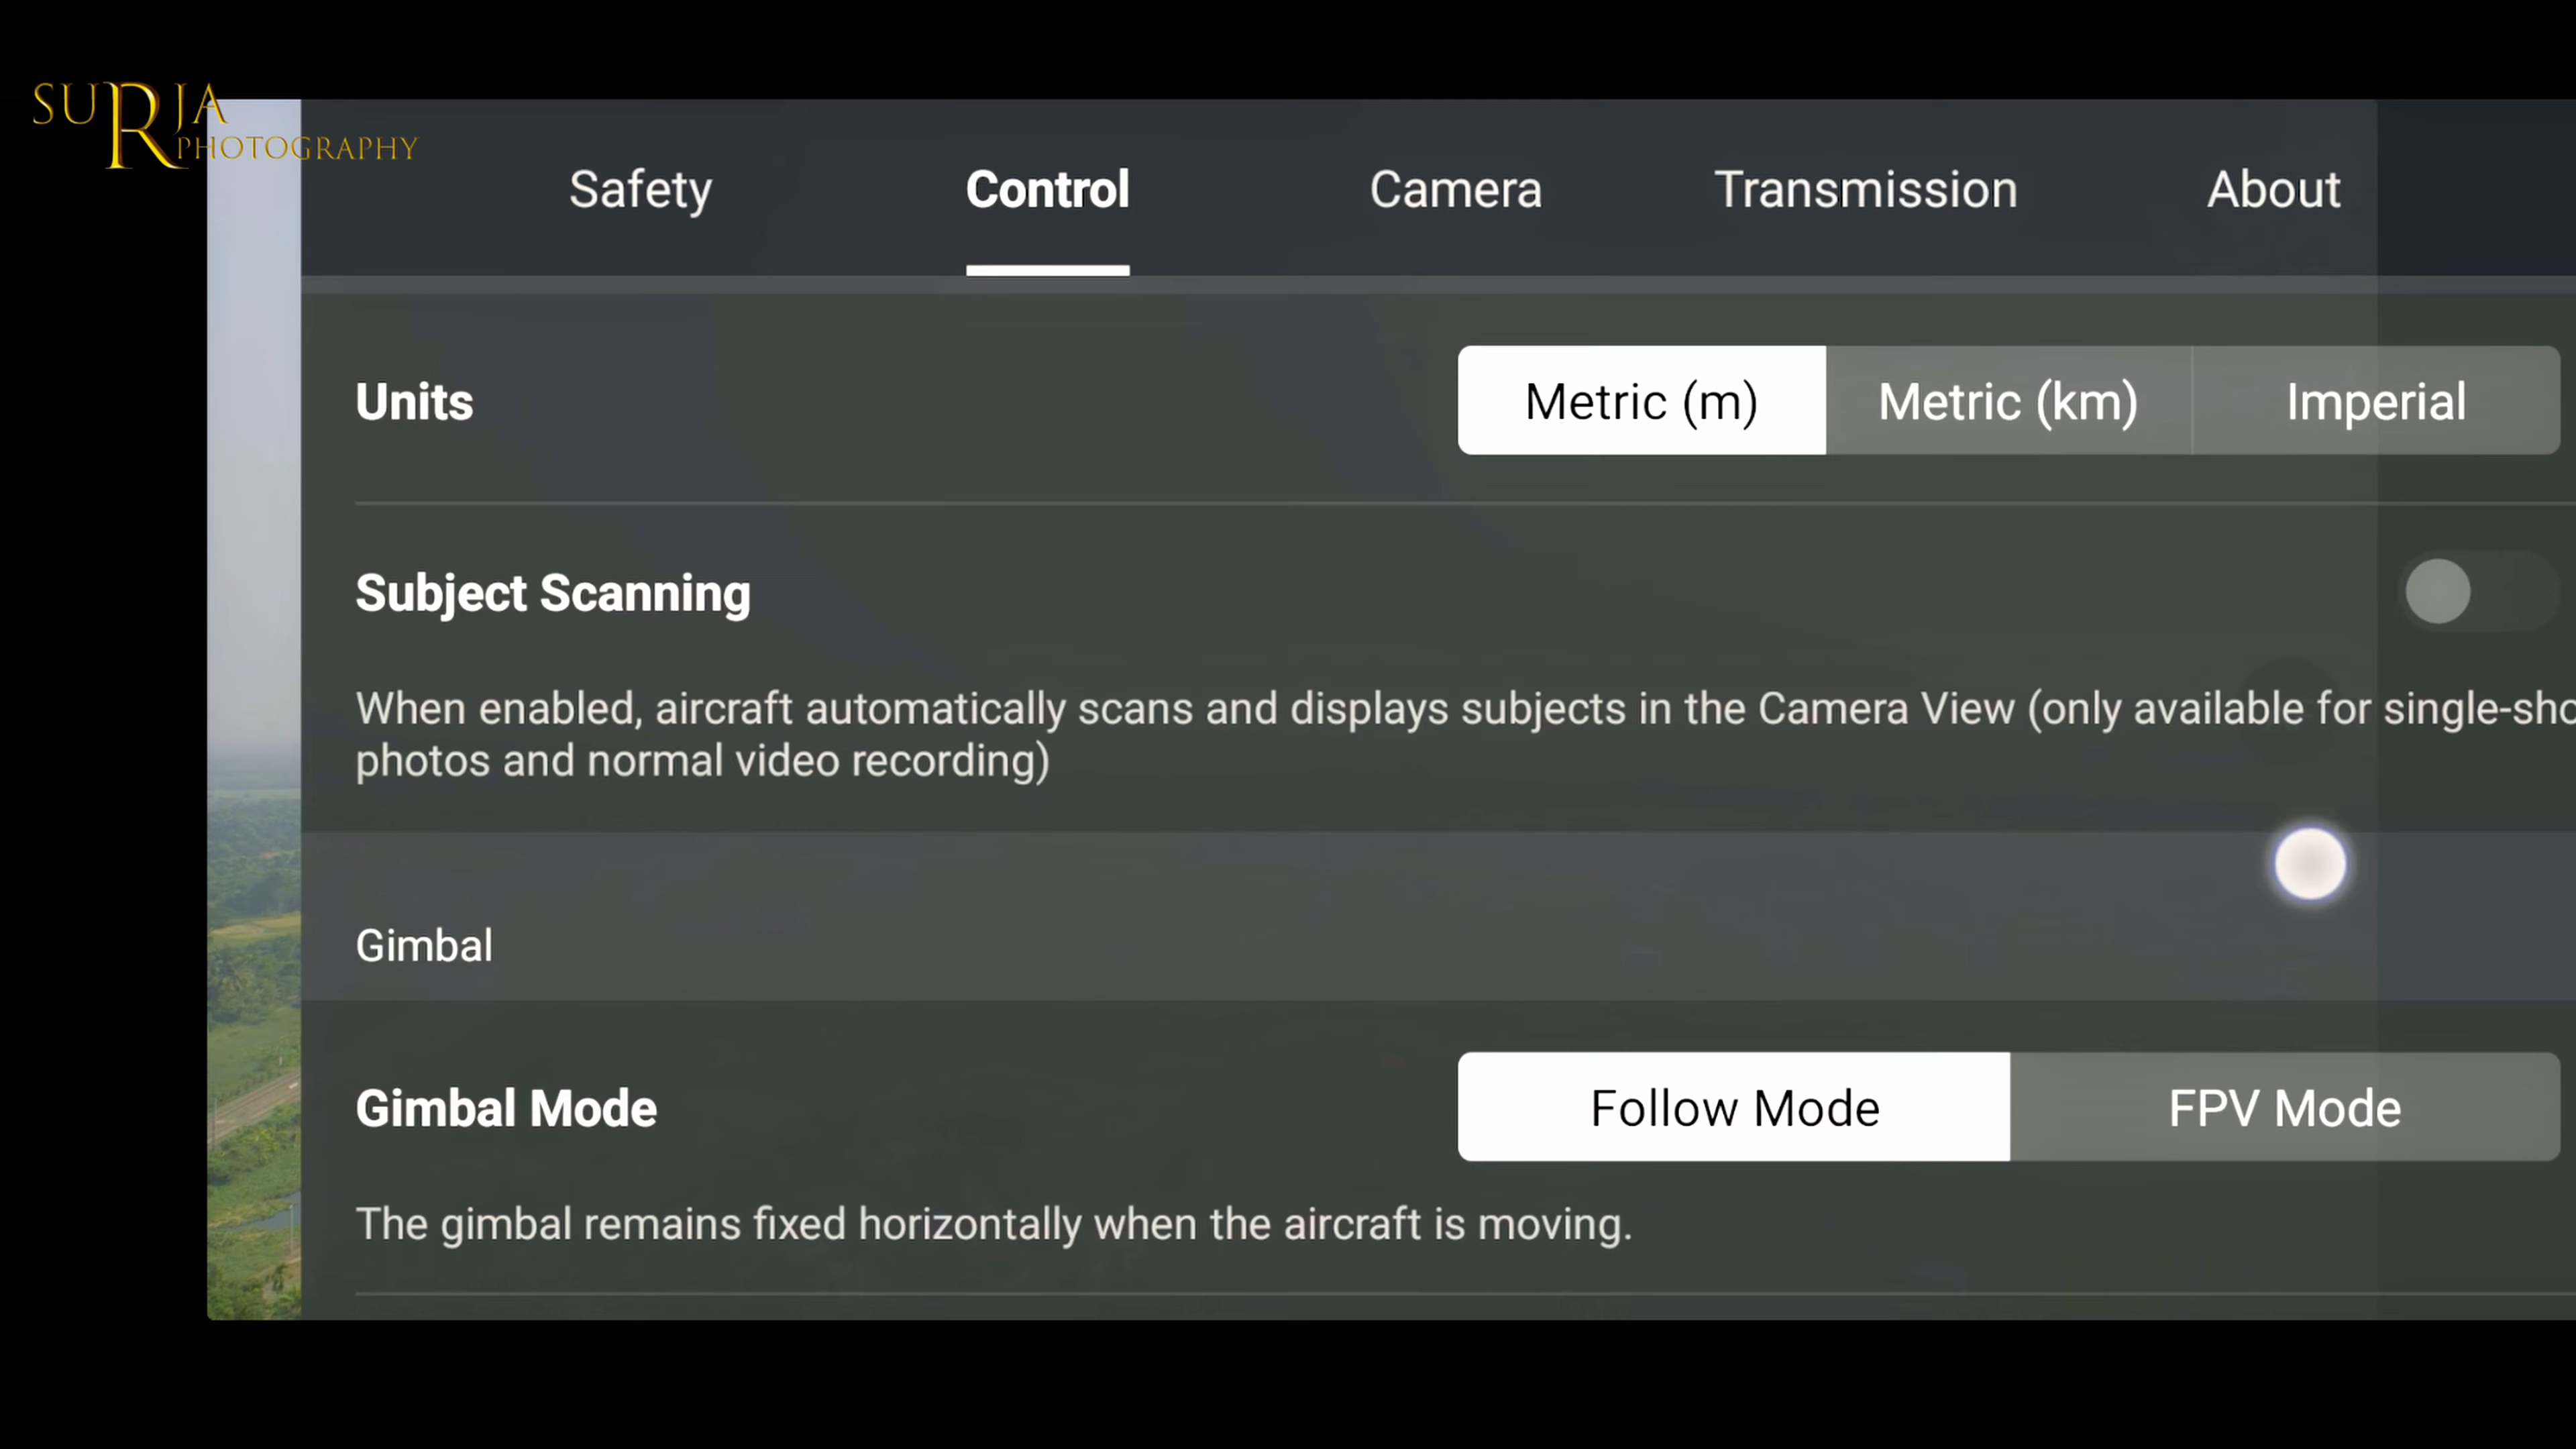 SURJA
PHOTOGRAPHY
Safety Control Camera Transmission About
Units Metric (m) Metric (km) Imperial
Subject Scanning
When enabled, aircraft automatically scans and displays subjects in the Camera View (only available for single-sho
photos and normal video recording)
Gimbal
Gimbal Mode Follow Mode FPV Mode
The gimbal remains fixed horizontally when the aircraft is moving.